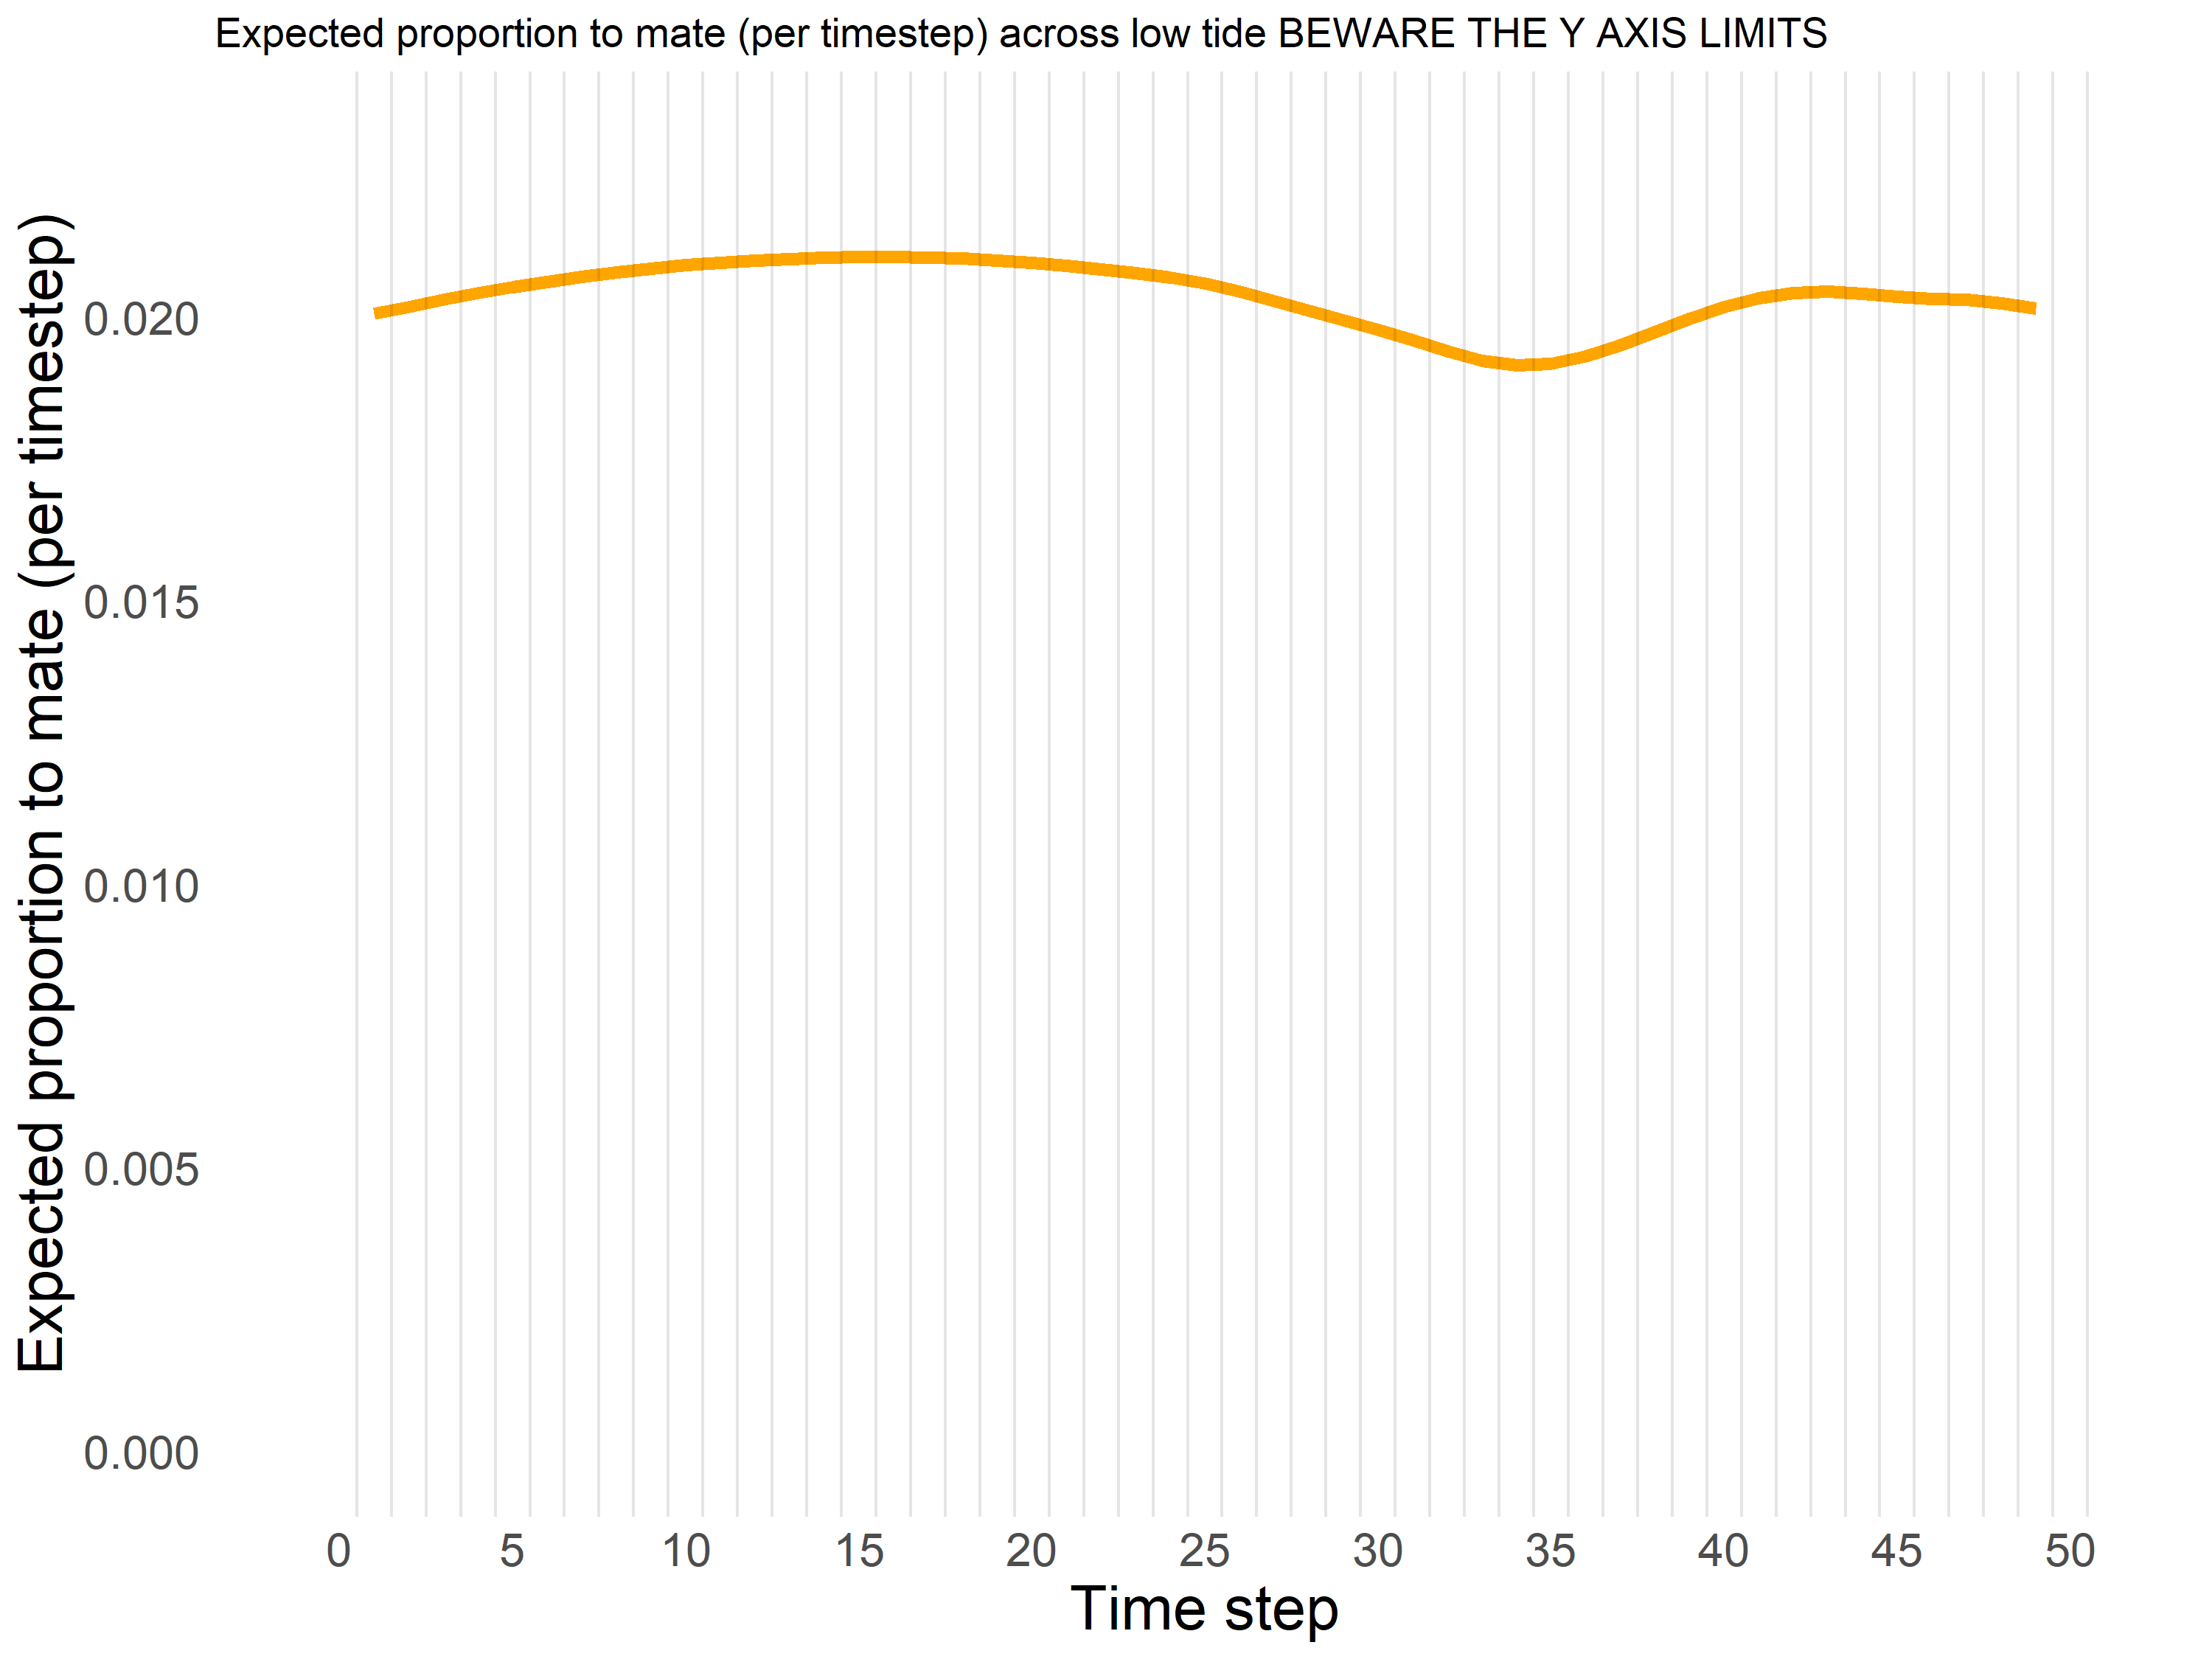 Expected proportion to mate (per timestep) across low tide BEWARE THE Y AXIS LIMITS
Expected proportion to mate (per timestep)
0.020
0.015
0.010
0.005
0.000
0 5 10 15 20 25 30 35 40 45 50
Time step